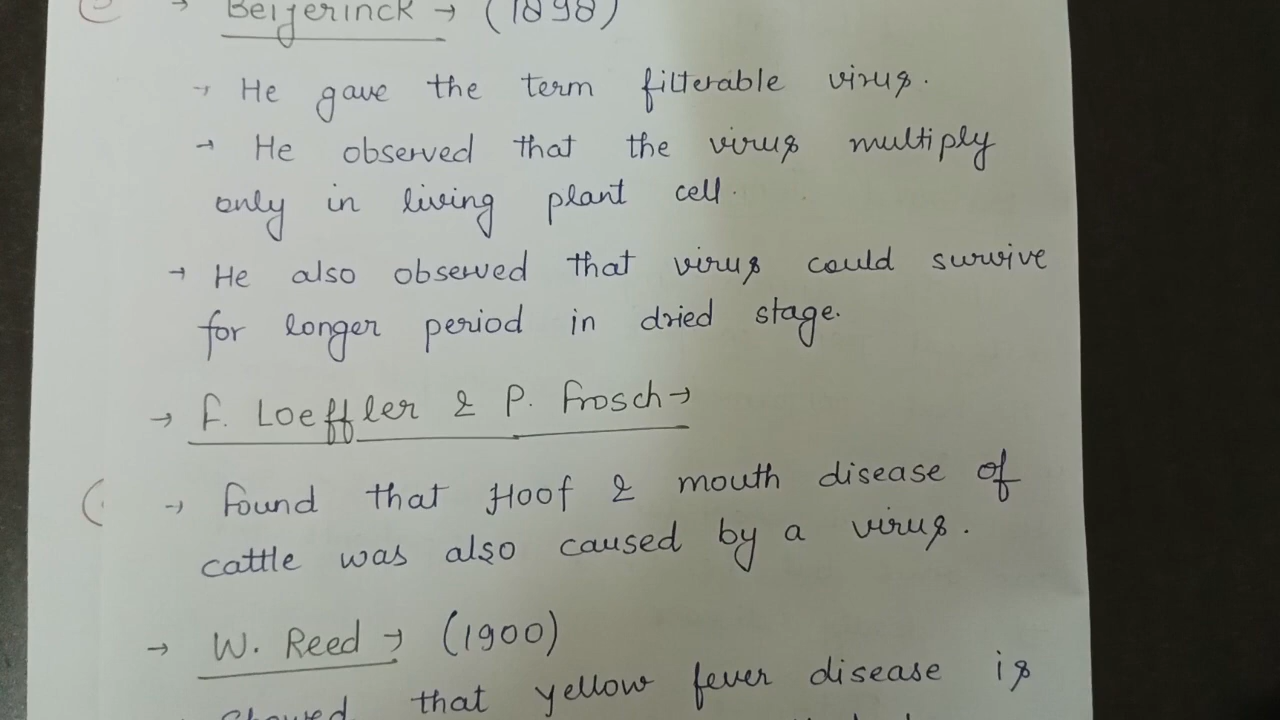 → Beijerinck → (1898)
→ He gave the term filterable virus.
→ He observed that the virus multiply
only in living plant cell.
→ He also observed that virus could survive
for longer period in dried stage.
→ F. Loeffler & P. Frosch →
→ Found that Hoof & mouth disease of
cattle was also caused by a virus.
→ W. Reed → (1900)
showed that yellow fever disease is